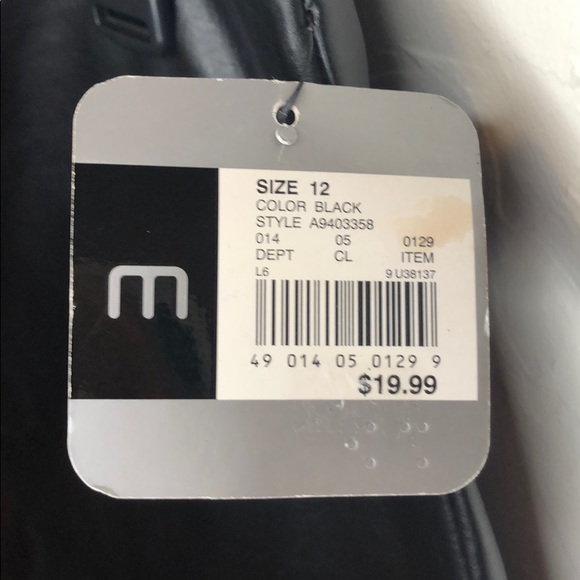 m
SIZE 12
COLOR BLACK
STYLE A9403358
014 05 0129
DEPT CL ITEM
L6 9 U38137
49 014 05 0129 9
$19.99